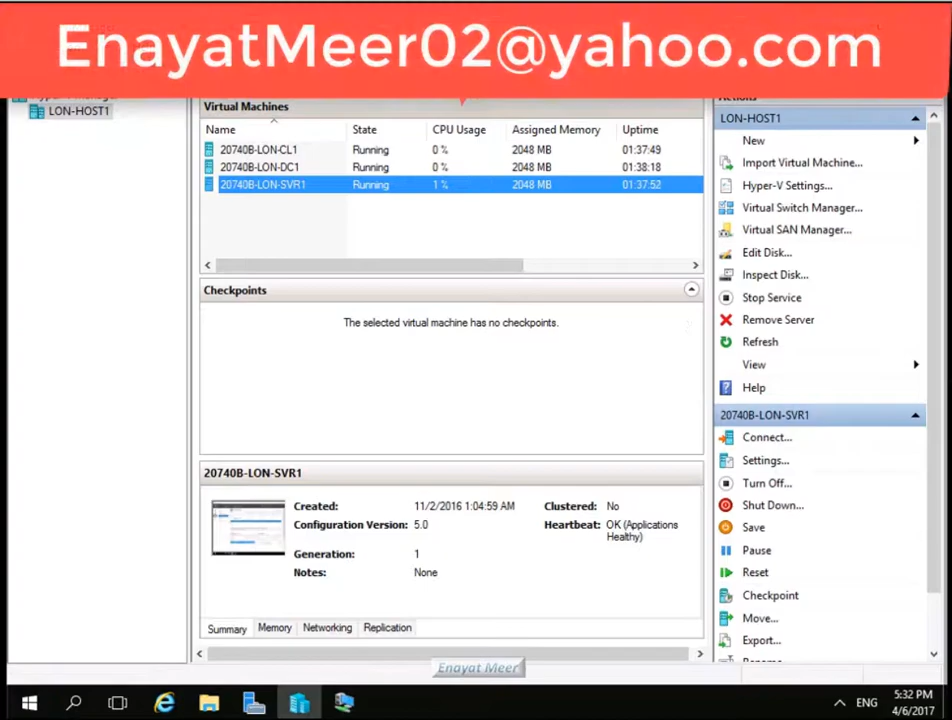 EnayatMeer02@yahoo.com
LON-HOST1
Virtual Machines
Name State CPU Usage Assigned Memory Uptime
20740B-LON-CL1 Running 0 % 2048 MB 01:37:49
20740B-LON-DC1 Running 0 % 2048 MB 01:38:18
20740B-LON-SVR1 Running 1 % 2048 MB 01:37:52
Checkpoints
The selected virtual machine has no checkpoints.
20740B-LON-SVR1
Created: 11/2/2016 1:04:59 AM Clustered: No
Configuration Version: 5.0 Heartbeat: OK (Applications
Healthy)
Generation: 1
Notes: None
Summary Memory Networking Replication
Actions
LON-HOST1
New
Import Virtual Machine...
Hyper-V Settings...
Virtual Switch Manager...
Virtual SAN Manager...
Edit Disk...
Inspect Disk...
Stop Service
Remove Server
Refresh
View
Help
20740B-LON-SVR1
Connect...
Settings...
Turn Off...
Shut Down...
Save
Pause
Reset
Checkpoint
Move...
Export...
Enayat Meer
ENG
5:32 PM
4/6/2017